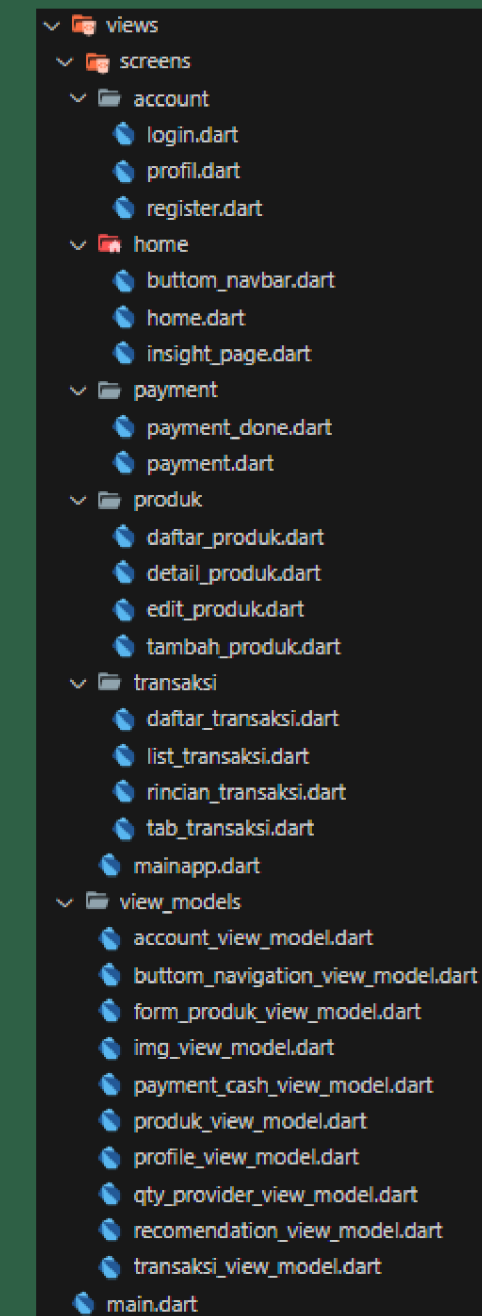 views
screens
account
login.dart
profil.dart
register.dart
home
buttom_navbar.dart
home.dart
insight_page.dart
payment
payment_done.dart
payment.dart
produk
daftar_produk.dart
detail_produk.dart
edit_produk.dart
tambah_produk.dart
transaksi
daftar_transaksi.dart
list_transaksi.dart
rincian_transaksi.dart
tab_transaksi.dart
mainapp.dart
view_models
account_view_model.dart
buttom_navigation_view_model.dart
form_produk_view_model.dart
img_view_model.dart
payment_cash_view_model.dart
produk_view_model.dart
profile_view_model.dart
qty_provider_view_model.dart
recomendation_view_model.dart
transaksi_view_model.dart
main.dart